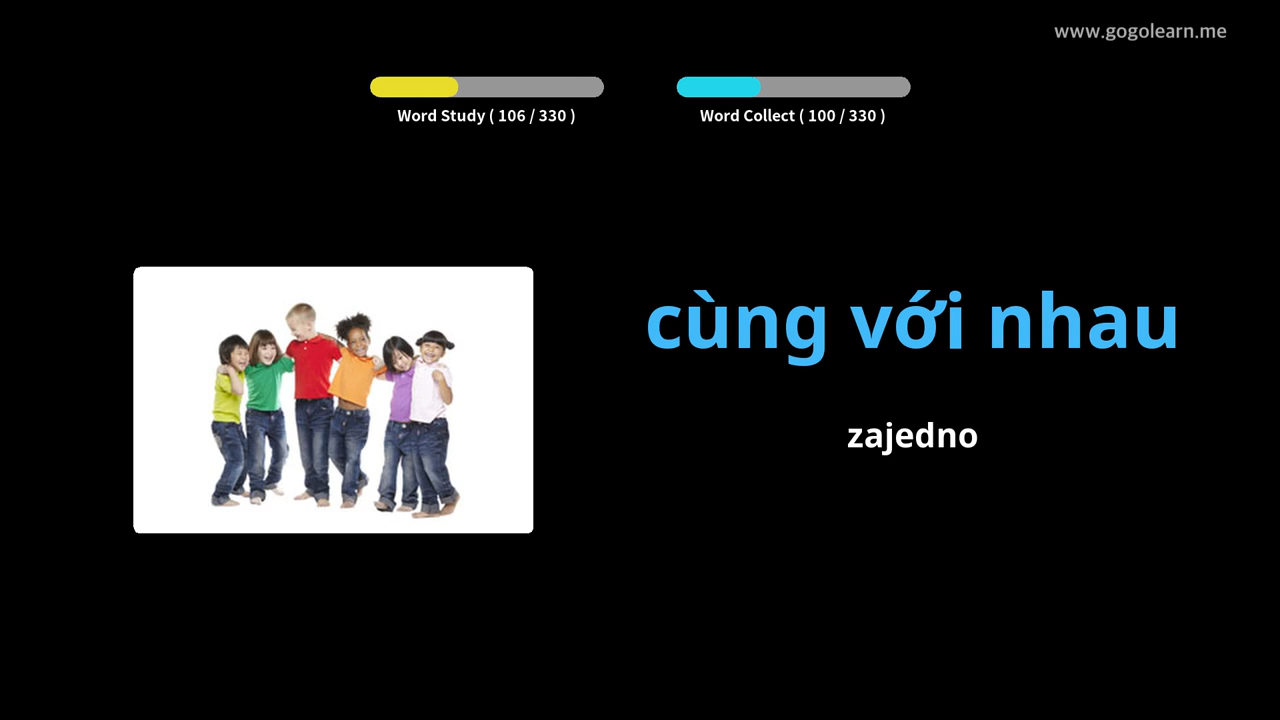 www.gogolearn.me
Word Study ( 106 / 330 )
Word Collect ( 100 / 330 )
cùng với nhau
zajedno